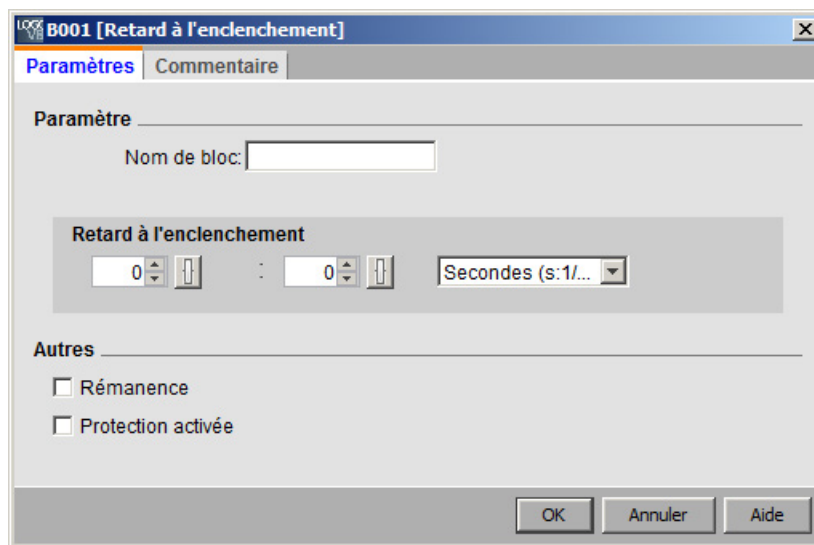 B001 [Retard à l'enclenchement]
Paramètres Commentaire
Paramètre
Nom de bloc:
Retard à l'enclenchement
0 : 0 Secondes (s:1/...
Autres
Rémanence
Protection activée
OK Annuler Aide